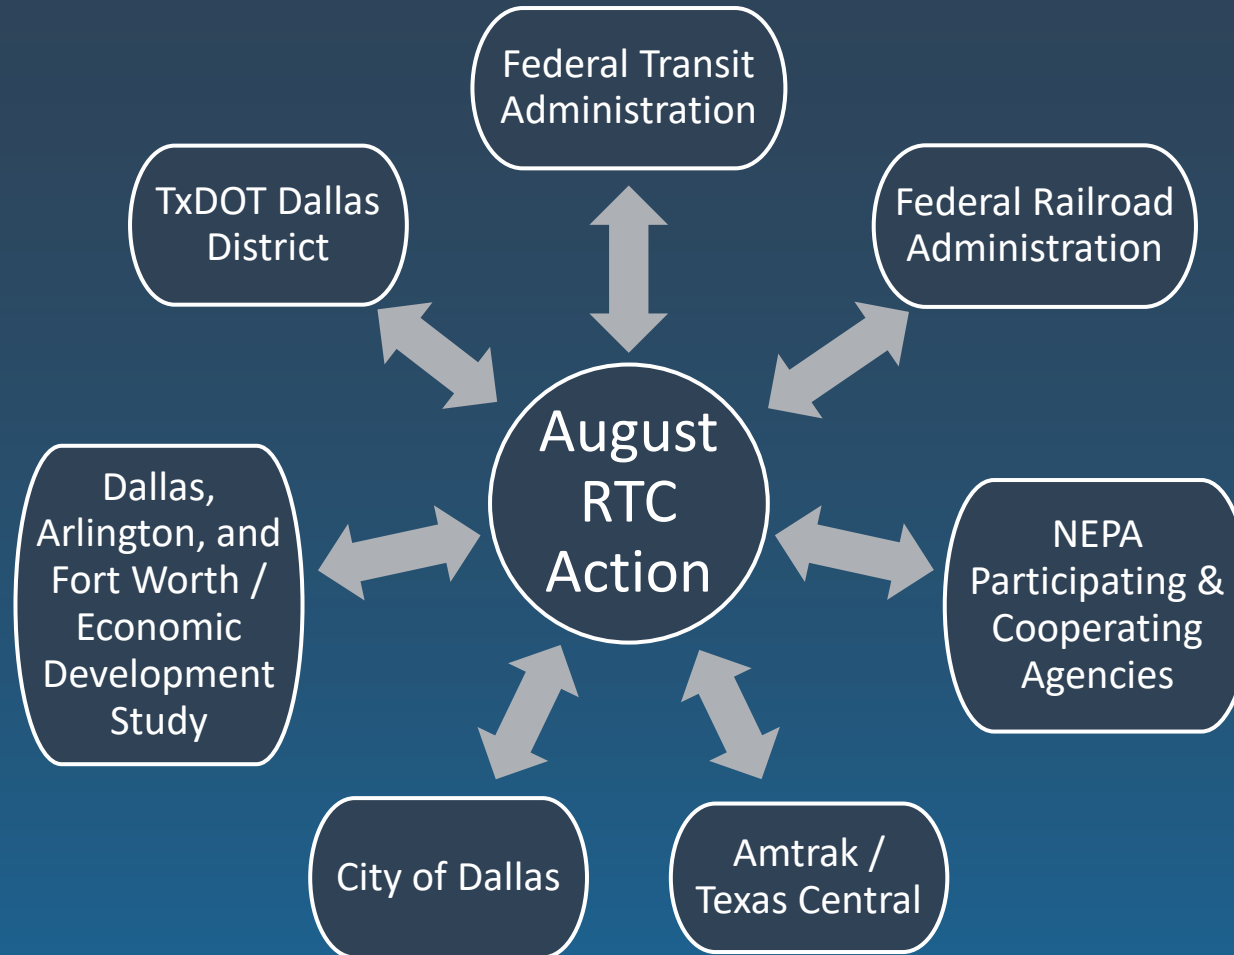 Federal Transit
Administration
TxDOT Dallas
District
Federal Railroad
Administration
August
RTC
Action
Dallas,
Arlington, and
Fort Worth /
Economic
Development
Study
NEPA
Participating &
Cooperating
Agencies
City of Dallas
Amtrak /
Texas Central